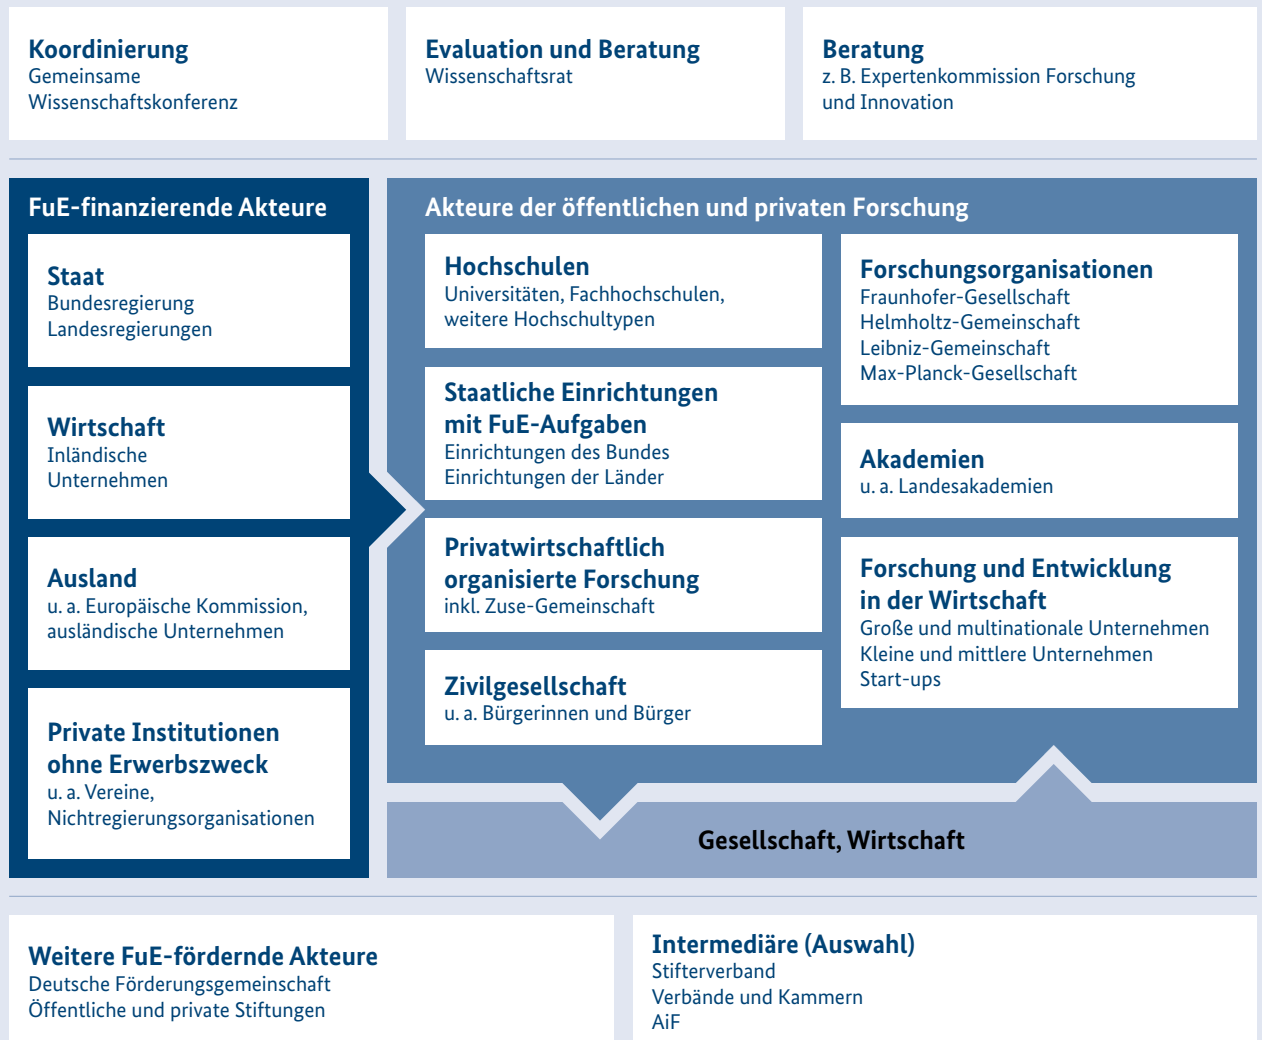 Koordinierung
Gemeinsame
Wissenschaftskonferenz
Evaluation und Beratung
Wissenschaftsrat
Beratung
z. B. Expertenkommission Forschung
und Innovation
FuE-finanzierende Akteure
Staat
Bundesregierung
Landesregierungen
Wirtschaft
Inländische
Unternehmen
Ausland
u. a. Europäische Kommission,
ausländische Unternehmen
Private Institutionen
ohne Erwerbszweck
u. a. Vereine,
Nichtregierungsorganisationen
Akteure der öffentlichen und privaten Forschung
Hochschulen
Universitäten, Fachhochschulen,
weitere Hochschultypen
Staatliche Einrichtungen
mit FuE-Aufgaben
Einrichtungen des Bundes
Einrichtungen der Länder
Privatwirtschaftlich
organisierte Forschung
inkl. Zuse-Gemeinschaft
Zivilgesellschaft
u. a. Bürgerinnen und Bürger
Forschungsorganisationen
Fraunhofer-Gesellschaft
Helmholtz-Gemeinschaft
Leibniz-Gemeinschaft
Max-Planck-Gesellschaft
Akademien
u. a. Landesakademien
Forschung und Entwicklung
in der Wirtschaft
Große und multinationale Unternehmen
Kleine und mittlere Unternehmen
Start-ups
Gesellschaft, Wirtschaft
Weitere FuE-fördernde Akteure
Deutsche Förderungsgemeinschaft
Öffentliche und private Stiftungen
Intermediäre (Auswahl)
Stifterverband
Verbände und Kammern
AiF